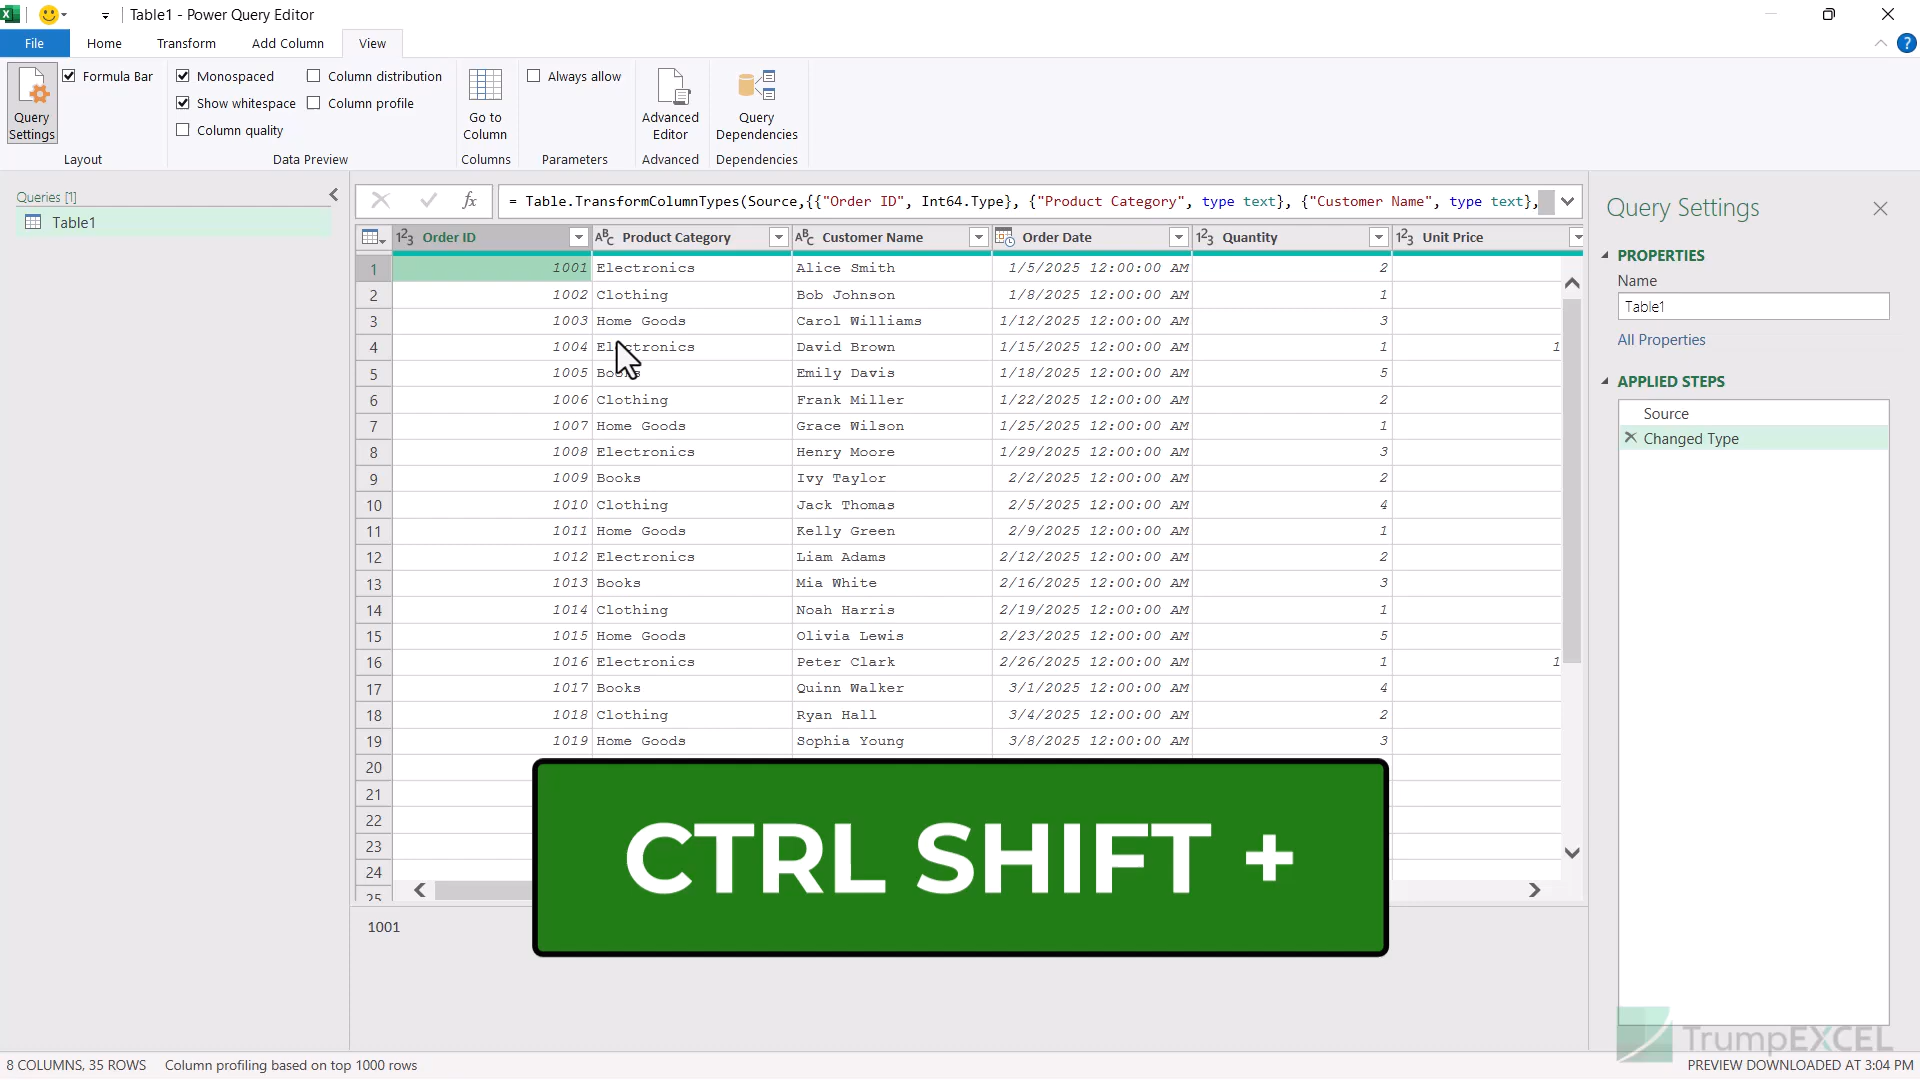 Table1 - Power Query Editor
File Home Transform Add Column View
Query Settings
Formula Bar
Layout
Monospaced
Show whitespace
Column quality
Column distribution
Column profile
Data Preview
Go to Column
Columns
Always allow
Parameters
Advanced Editor
Advanced
Query Dependencies
Dependencies
Queries [1]
Table1
fx = Table.TransformColumnTypes(Source,{{"Order ID", Int64.Type}, {"Product Category", type text}, {"Customer Name", type text},
Order ID Product Category Customer Name Order Date Quantity Unit Price
1 1001 Electronics Alice Smith 1/5/2025 12:00:00 AM 2
2 1002 Clothing Bob Johnson 1/8/2025 12:00:00 AM 1
3 1003 Home Goods Carol Williams 1/12/2025 12:00:00 AM 3
4 1004 Electronics David Brown 1/15/2025 12:00:00 AM 1 1
5 1005 Books Emily Davis 1/18/2025 12:00:00 AM 5
6 1006 Clothing Frank Miller 1/22/2025 12:00:00 AM 2
7 1007 Home Goods Grace Wilson 1/25/2025 12:00:00 AM 1
8 1008 Electronics Henry Moore 1/29/2025 12:00:00 AM 3
9 1009 Books Ivy Taylor 2/2/2025 12:00:00 AM 2
10 1010 Clothing Jack Thomas 2/5/2025 12:00:00 AM 4
11 1011 Home Goods Kelly Green 2/9/2025 12:00:00 AM 1
12 1012 Electronics Liam Adams 2/12/2025 12:00:00 AM 2
13 1013 Books Mia White 2/16/2025 12:00:00 AM 3
14 1014 Clothing Noah Harris 2/19/2025 12:00:00 AM 1
15 1015 Home Goods Olivia Lewis 2/23/2025 12:00:00 AM 5
16 1016 Electronics Peter Clark 2/26/2025 12:00:00 AM 1 1
17 1017 Books Quinn Walker 3/1/2025 12:00:00 AM 4
18 1018 Clothing Ryan Hall 3/4/2025 12:00:00 AM 2
19 1019 Home Goods Sophia Young 3/8/2025 12:00:00 AM 3
20
21
22
23
24
25
CTRL SHIFT +
1001
Query Settings
PROPERTIES
Name
Table1
All Properties
APPLIED STEPS
Source
Changed Type
TrumpEXCEL
8 COLUMNS, 35 ROWS Column profiling based on top 1000 rows PREVIEW DOWNLOADED AT 3:04 PM